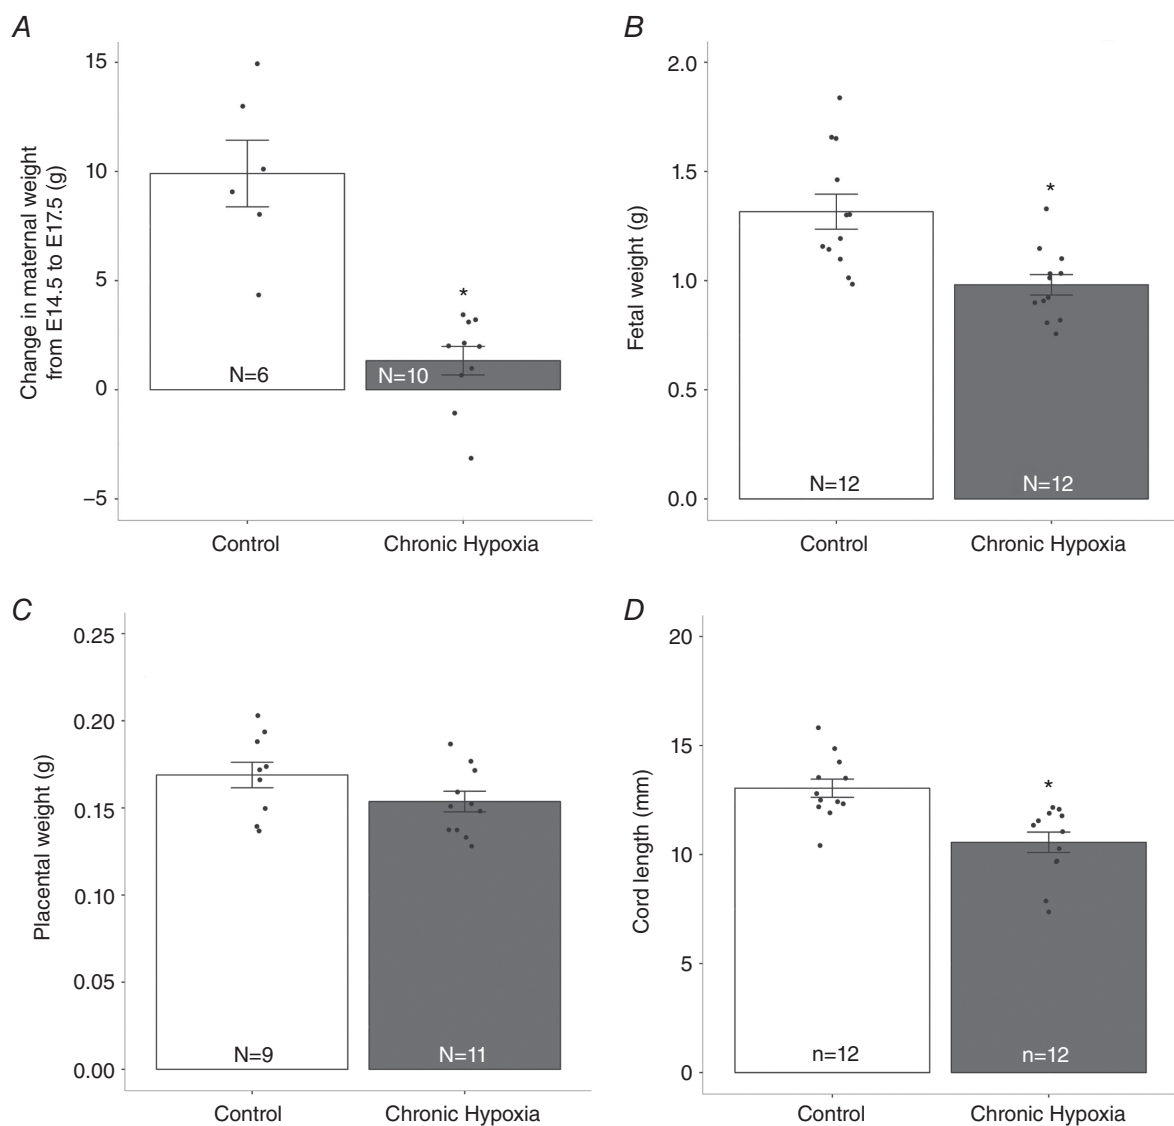 A
Change in maternal weight
from E14.5 to E17.5 (g)
15
10
5
0
−5
*
N=6
N=10
Control
Chronic Hypoxia
B
Fetal weight (g)
2.0
1.5
1.0
0.5
0.0
*
N=12
N=12
Control
Chronic Hypoxia
C
Placental weight (g)
0.25
0.20
0.15
0.10
0.05
0.00
N=9
N=11
Control
Chronic Hypoxia
D
Cord length (mm)
20
15
10
5
0
*
n=12
n=12
Control
Chronic Hypoxia